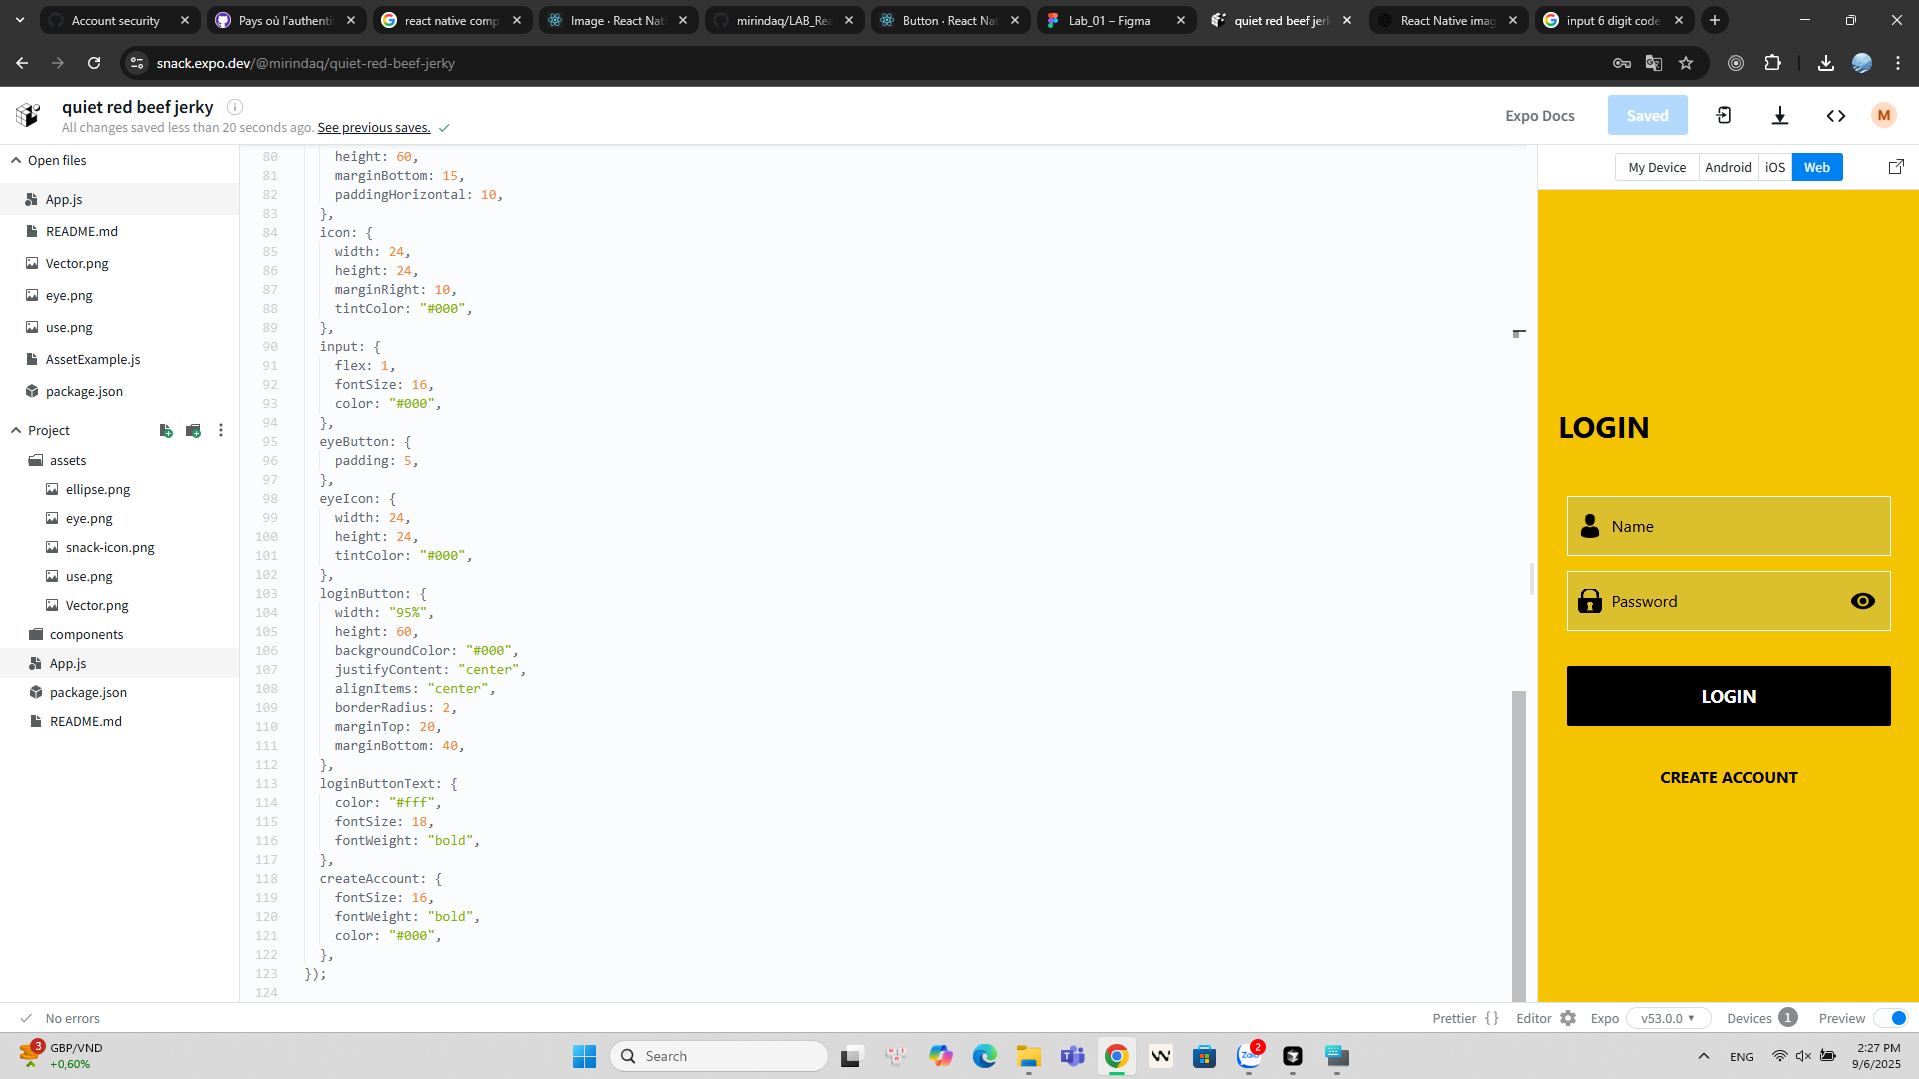 Account security
Pays où l'authenti
react native comp
Image · React Nati
mirindaq/LAB_Rea
Button · React Nat
Lab_01 – Figma
quiet red beef jerk
React Native imag
input 6 digit code
snack.expo.dev/@mirindaq/quiet-red-beef-jerky
quiet red beef jerky
All changes saved less than 20 seconds ago. See previous saves.
Expo Docs
Saved
M
Open files
App.js
README.md
Vector.png
eye.png
use.png
AssetExample.js
package.json
Project
assets
ellipse.png
eye.png
snack-icon.png
use.png
Vector.png
components
App.js
package.json
README.md
80 height: 60,
81 marginBottom: 15,
82 paddingHorizontal: 10,
83 },
84 icon: {
85 width: 24,
86 height: 24,
87 marginRight: 10,
88 tintColor: "#000",
89 },
90 input: {
91 flex: 1,
92 fontSize: 16,
93 color: "#000",
94 },
95 eyeButton: {
96 padding: 5,
97 },
98 eyeIcon: {
99 width: 24,
100 height: 24,
101 tintColor: "#000",
102 },
103 loginButton: {
104 width: "95%",
105 height: 60,
106 backgroundColor: "#000",
107 justifyContent: "center",
108 alignItems: "center",
109 borderRadius: 2,
110 marginTop: 20,
111 marginBottom: 40,
112 },
113 loginButtonText: {
114 color: "#fff",
115 fontSize: 18,
116 fontWeight: "bold",
117 },
118 createAccount: {
119 fontSize: 16,
120 fontWeight: "bold",
121 color: "#000",
122 },
123 });
124
My Device
Android
iOS
Web
LOGIN
Name
Password
LOGIN
CREATE ACCOUNT
No errors
Prettier { }
Editor
Expo
v53.0.0
Devices 1
Preview
3
GBP/VND
+0,60%
Search
Zalo
2
ENG
2:27 PM
9/6/2025